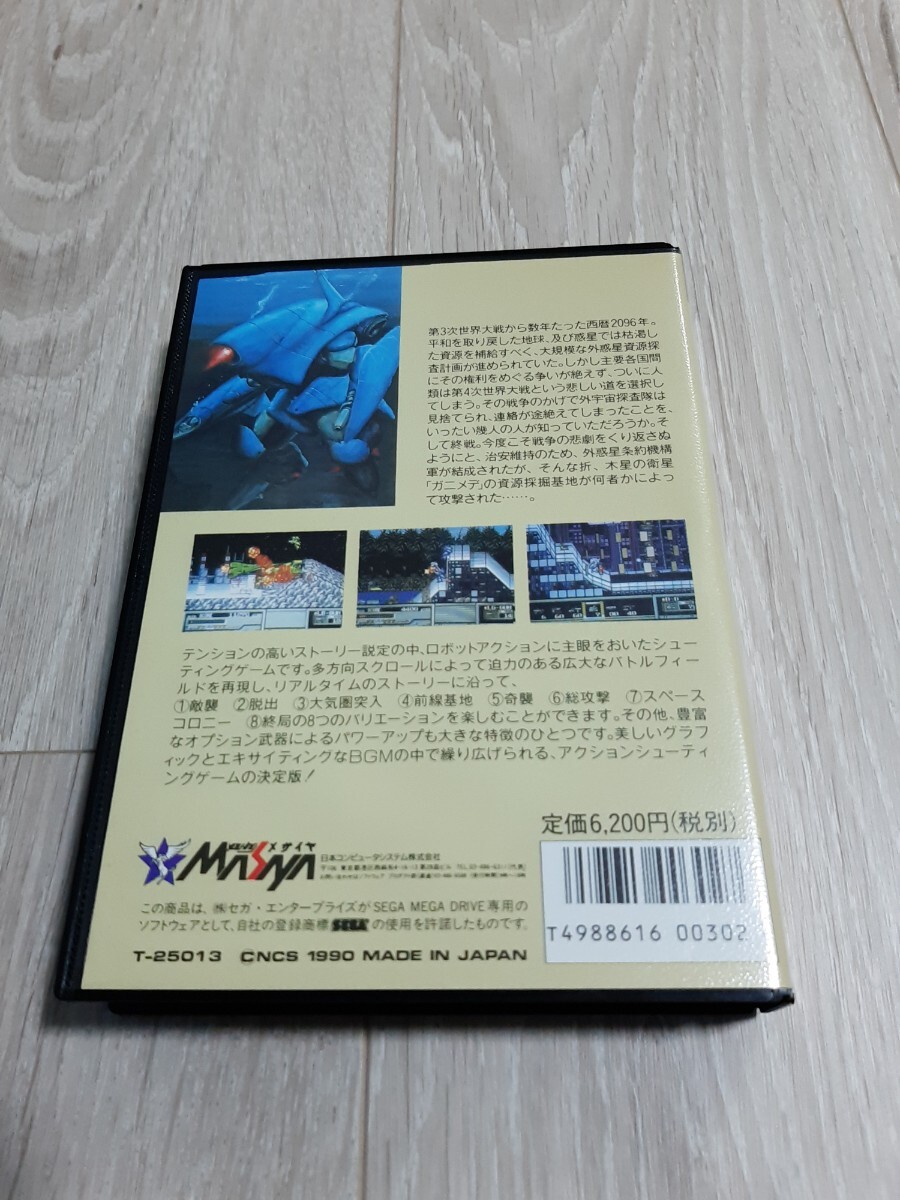 第3次世界大戦から数年たった西暦2096年。
平和を取り戻した地球、及び惑星では枯渇し
た資源を補給すべく、大規模な外惑星資源探
査計画が進められていた。しかし主要各国間
にその権利をめぐる争いが絶えず、ついに人
類は第4次世界大戦という悲しい道を選択し
てしまう。その戦争のかげで外宇宙探査隊は
見捨てられ、連絡が途絶えてしまったことを、
いったい幾人の人が知っていただろうか。そ
して終戦。今度こそ戦争の悲劇をくり返さぬ
ようにと、治安維持のため、外惑星条約機構
軍が結成されたが、そんな折、木星の衛星
「ガニメデ」の資源採掘基地が何者かによっ
て攻撃された……。
テンションの高いストーリー設定の中、ロボットアクションに主眼をおいたシュー
ティングゲームです。多方向スクロールによって迫力のある広大なバトルフィー
ルドを再現し、リアルタイムのストーリーに沿って、
①敵襲 ②脱出 ③大気圏突入 ④前線基地 ⑤奇襲 ⑥総攻撃 ⑦スペース
コロニー ⑧終局の8つのバリエーションを楽しむことができます。その他、豊富
なオプション武器によるパワーアップも大きな特徴のひとつです。美しいグラフ
ィックとエキサイティングなBGMの中で繰り広げられる、アクションシューティ
ングゲームの決定版!
定価6,200円(税別)
MASAYA メサイヤ
日本コンピュータシステム株式会社
この商品は、㈱セガ・エンタープライゼスがSEGA MEGA DRIVE専用の
ソフトウェアとして、自社の登録商標 SEGA の使用を許諾したものです。
T4988616 00302
T-25013 ©NCS 1990 MADE IN JAPAN